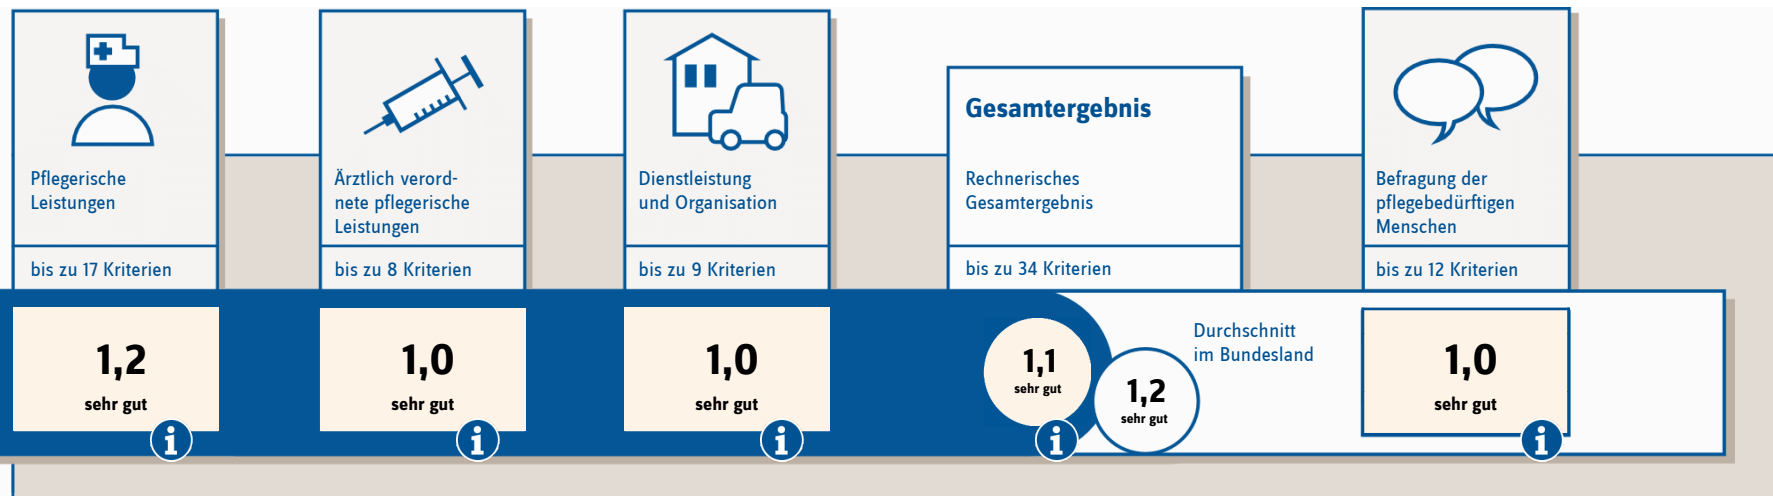 Pflegerische
Leistungen
bis zu 17 Kriterien
1,2
sehr gut
i
Ärztlich verord-
nete pflegerische
Leistungen
bis zu 8 Kriterien
1,0
sehr gut
i
Dienstleistung
und Organisation
bis zu 9 Kriterien
1,0
sehr gut
i
Gesamtergebnis
Rechnerisches
Gesamtergebnis
bis zu 34 Kriterien
1,1
sehr gut
i
Durchschnitt
im Bundesland
1,2
sehr gut
Befragung der
pflegebedürftigen
Menschen
bis zu 12 Kriterien
1,0
sehr gut
i